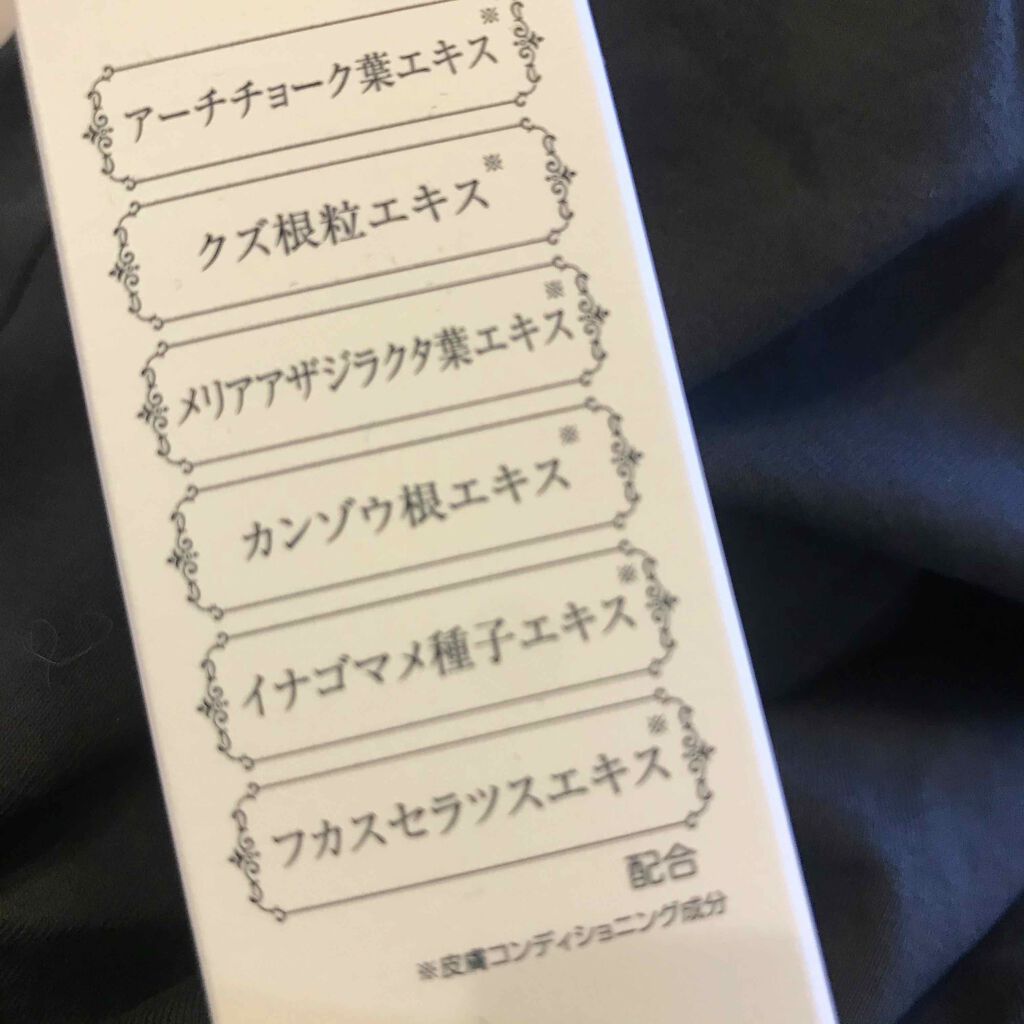 アーチチョーク葉エキス※
クズ根粒エキス※
メリアアザジラクタ葉エキス※
カンゾウ根エキス※
イナゴマメ種子エキス※
フカスセラツスエキス※
配合
※皮膚コンディショニング成分